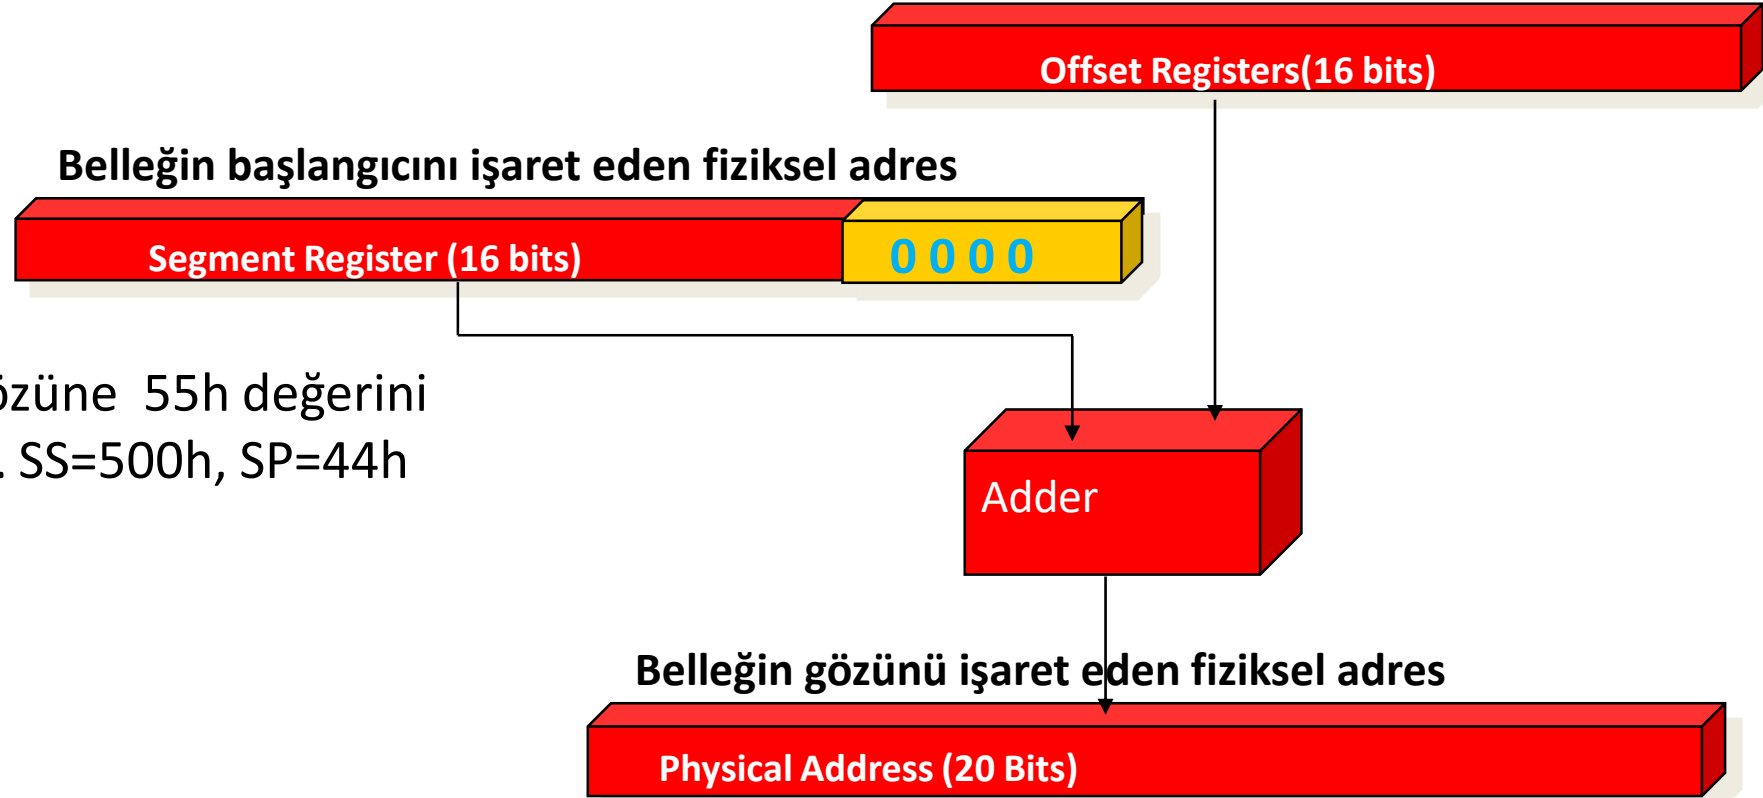 Offset Registers(16 bits)
Belleğin başlangıcını işaret eden fiziksel adres
Segment Register (16 bits)
0 0 0 0
özüne 55h değerini
. SS=500h, SP=44h
Adder
Belleğin gözünü işaret eden fiziksel adres
Physical Address (20 Bits)